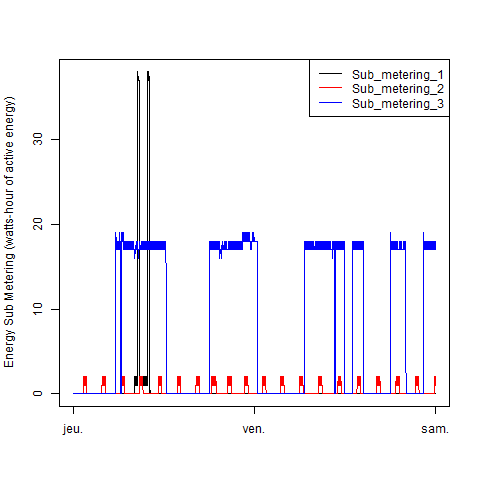 Sub_metering_1
Sub_metering_2
Sub_metering_3
Energy Sub Metering (watts-hour of active energy)
30
20
10
0
jeu.
ven.
sam.